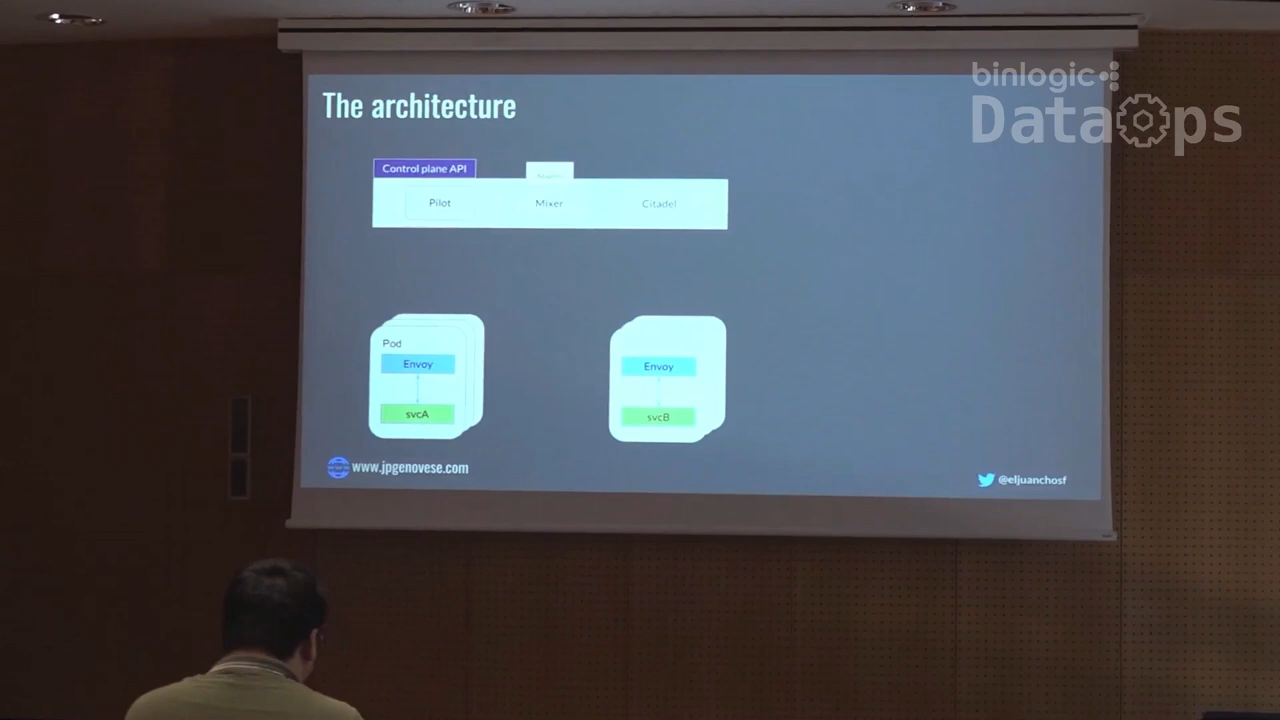 binlogic
DataOps
The architecture
Control plane API
Pilot
Mixer
Citadel
Pod
Envoy
svcA
Envoy
svcB
www.jpgenovese.com
@eljuanchosf